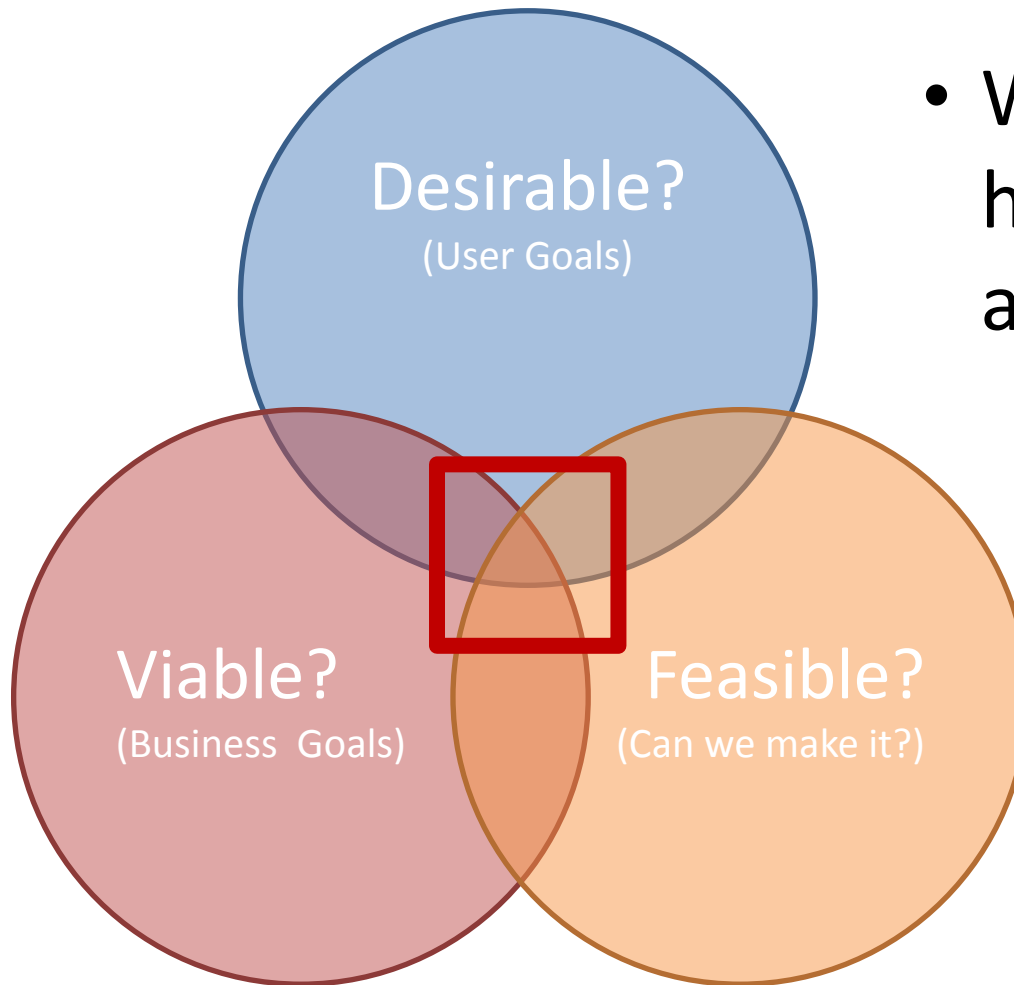 Desirable?
(User Goals)
•
Viable?
(Business Goals)
Feasible?
(Can we make it?)